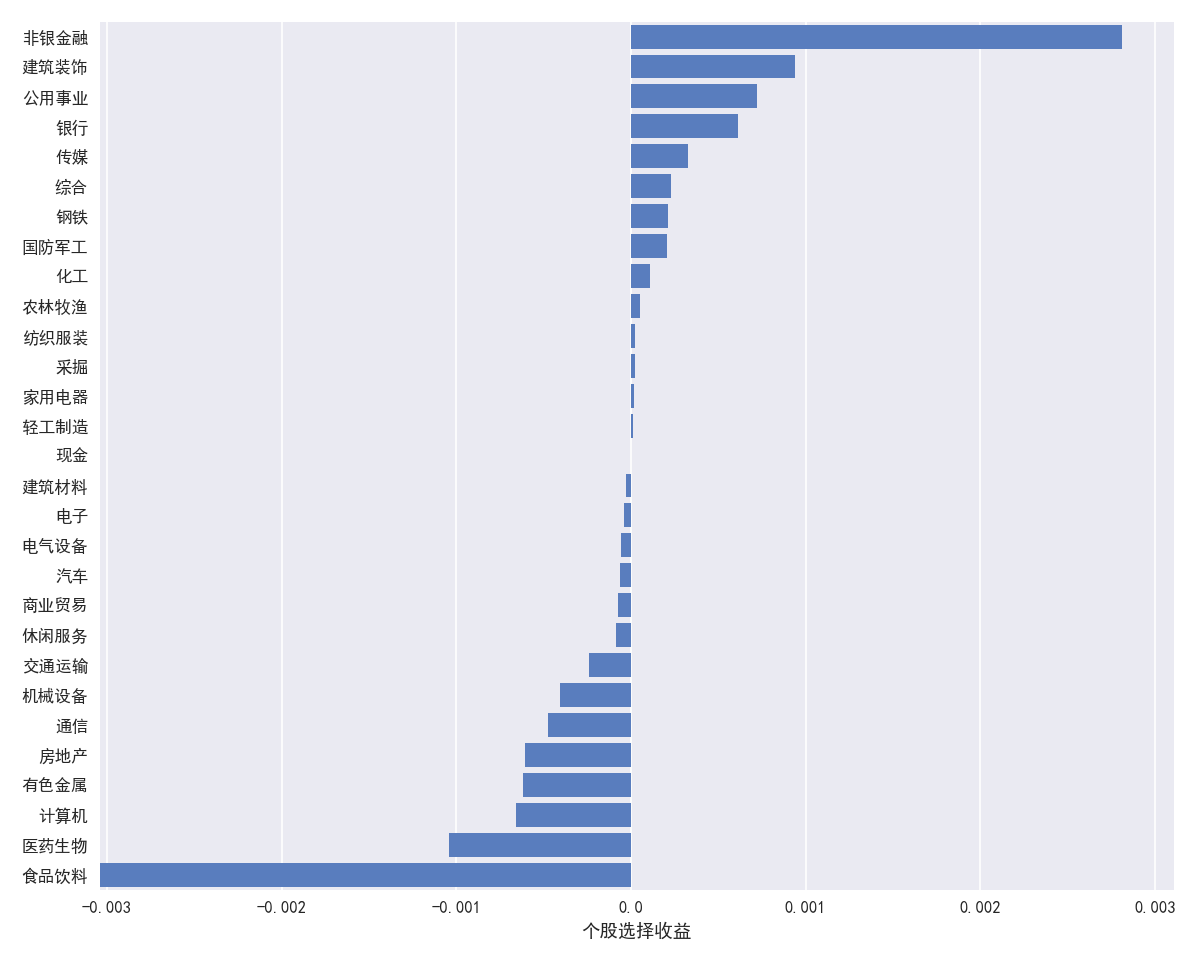 非银金融
建筑装饰
公用事业
银行
传媒
综合
钢铁
国防军工
化工
农林牧渔
纺织服装
采掘
家用电器
轻工制造
现金
建筑材料
电子
电气设备
汽车
商业贸易
休闲服务
交通运输
机械设备
通信
房地产
有色金属
计算机
医药生物
食品饮料
−0.003 −0.002 −0.001 0.0 0.001 0.002 0.003
个股选择收益